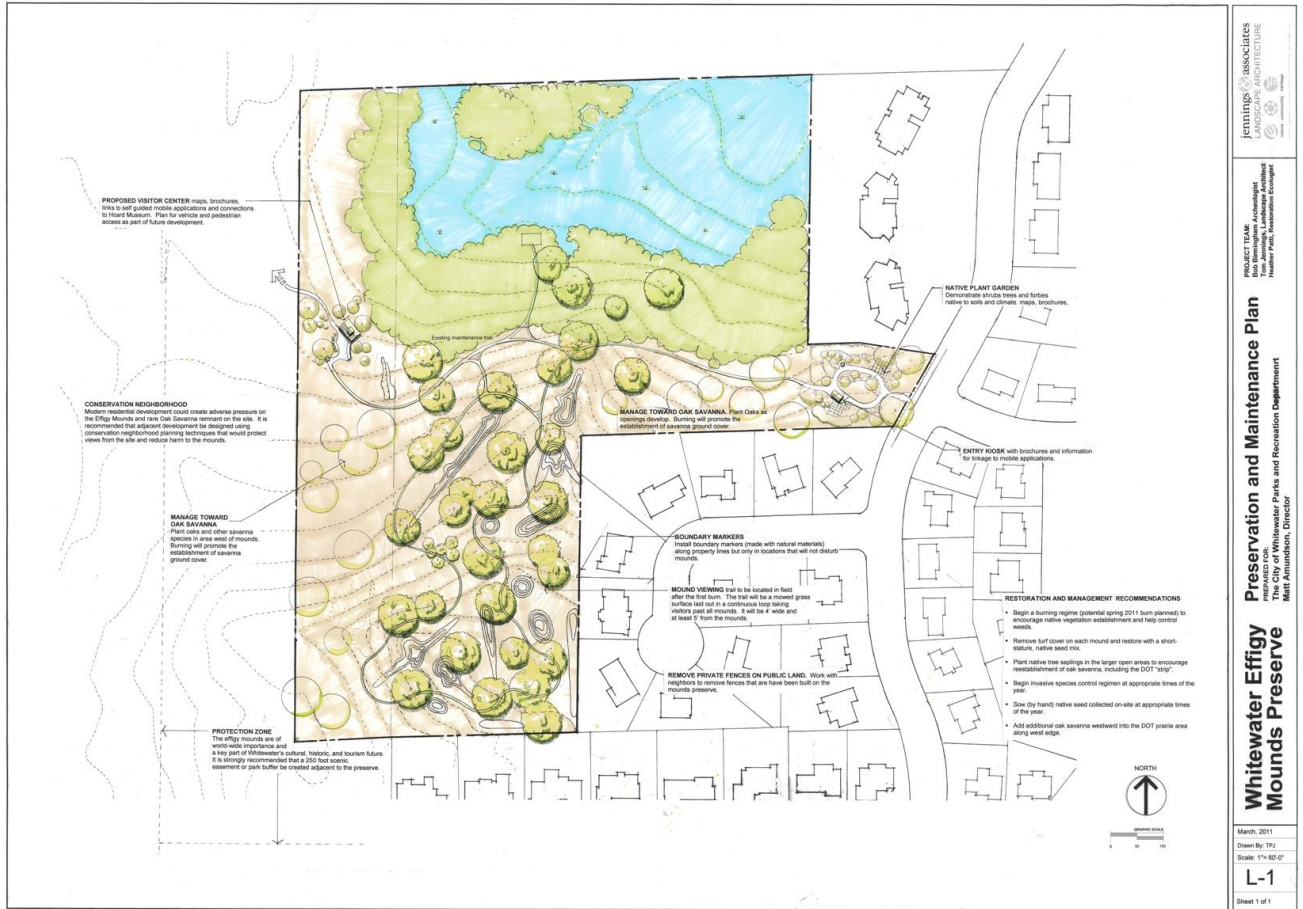 PROPOSED VISITOR CENTER maps, brochures,
links to self guided mobile applications and connections
to Hoard Museum. Plan for vehicle and pedestrian
access as part of future development.
CONSERVATION NEIGHBORHOOD
Modern residential development could create adverse pressure on
the Effigy Mounds and rare Oak Savanna remnant on the site. It is
recommended that adjacent development be designed using
conservation neighborhood planning techniques that would protect
views from the site and reduce harm to the mounds.
MANAGE TOWARD
OAK SAVANNA
Plant oaks and other savanna
species in area west of mounds.
Burning will promote the
establishment of savanna
ground cover.
PROTECTION ZONE
The effigy mounds are of
world-wide importance and
a key part of Whitewater's cultural, historic, and tourism future.
It is strongly recommended that a 250 foot scenic
easement or park buffer be created adjacent to the preserve.
Existing maintenance trail.
MANAGE TOWARD OAK SAVANNA. Plant Oaks as
openings develop. Burning will promote the
establishment of savanna ground cover.
NATIVE PLANT GARDEN
Demonstrate shrubs trees and forbes
native to soils and climate. maps, brochures,
ENTRY KIOSK with brochures and information
for linkage to mobile applications.
BOUNDARY MARKERS
Install boundary markers (made with natural materials)
along property lines but only in locations that will not disturb
mounds.
MOUND VIEWING trail to be located in field
after the first burn. The trail will be a mowed grass
surface laid out in a continuous loop taking
visitors past all mounds. It will be 4' wide and
at least 5' from the mounds.
REMOVE PRIVATE FENCES ON PUBLIC LAND. Work with
neighbors to remove fences that are have been built on the
mounds preserve.
RESTORATION AND MANAGEMENT RECOMMENDATIONS
• Begin a burning regime (potential spring 2011 burn planned) to
encourage native vegetation establishment and help control
weeds.
• Remove turf cover on each mound and restore with a short-
stature, native seed mix.
• Plant native tree saplings in the larger open areas to encourage
reestablishment of oak savanna, including the DOT "strip".
• Begin invasive species control regimen at appropriate times of the
year.
• Sow (by hand) native seed collected on-site at appropriate times
of the year.
• Add additional oak savanna westward into the DOT prairie area
along west edge.
NORTH
GRAPHIC SCALE
0 50 100
jennings associates
LANDSCAPE ARCHITECTURE
nature community heritage
PROJECT TEAM:
Bob Birmingham Archeologist
Tom Jennings, Landscape Architect
Heather Patti, Restoration Ecologist
Preservation and Maintenance Plan
PREPARED FOR:
The City of Whitewater Parks and Recreation Department
Matt Amundson, Director
Whitewater Effigy
Mounds Preserve
March, 2011
Drawn By: TPJ
Scale: 1"= 60'-0"
L-1
Sheet 1 of 1